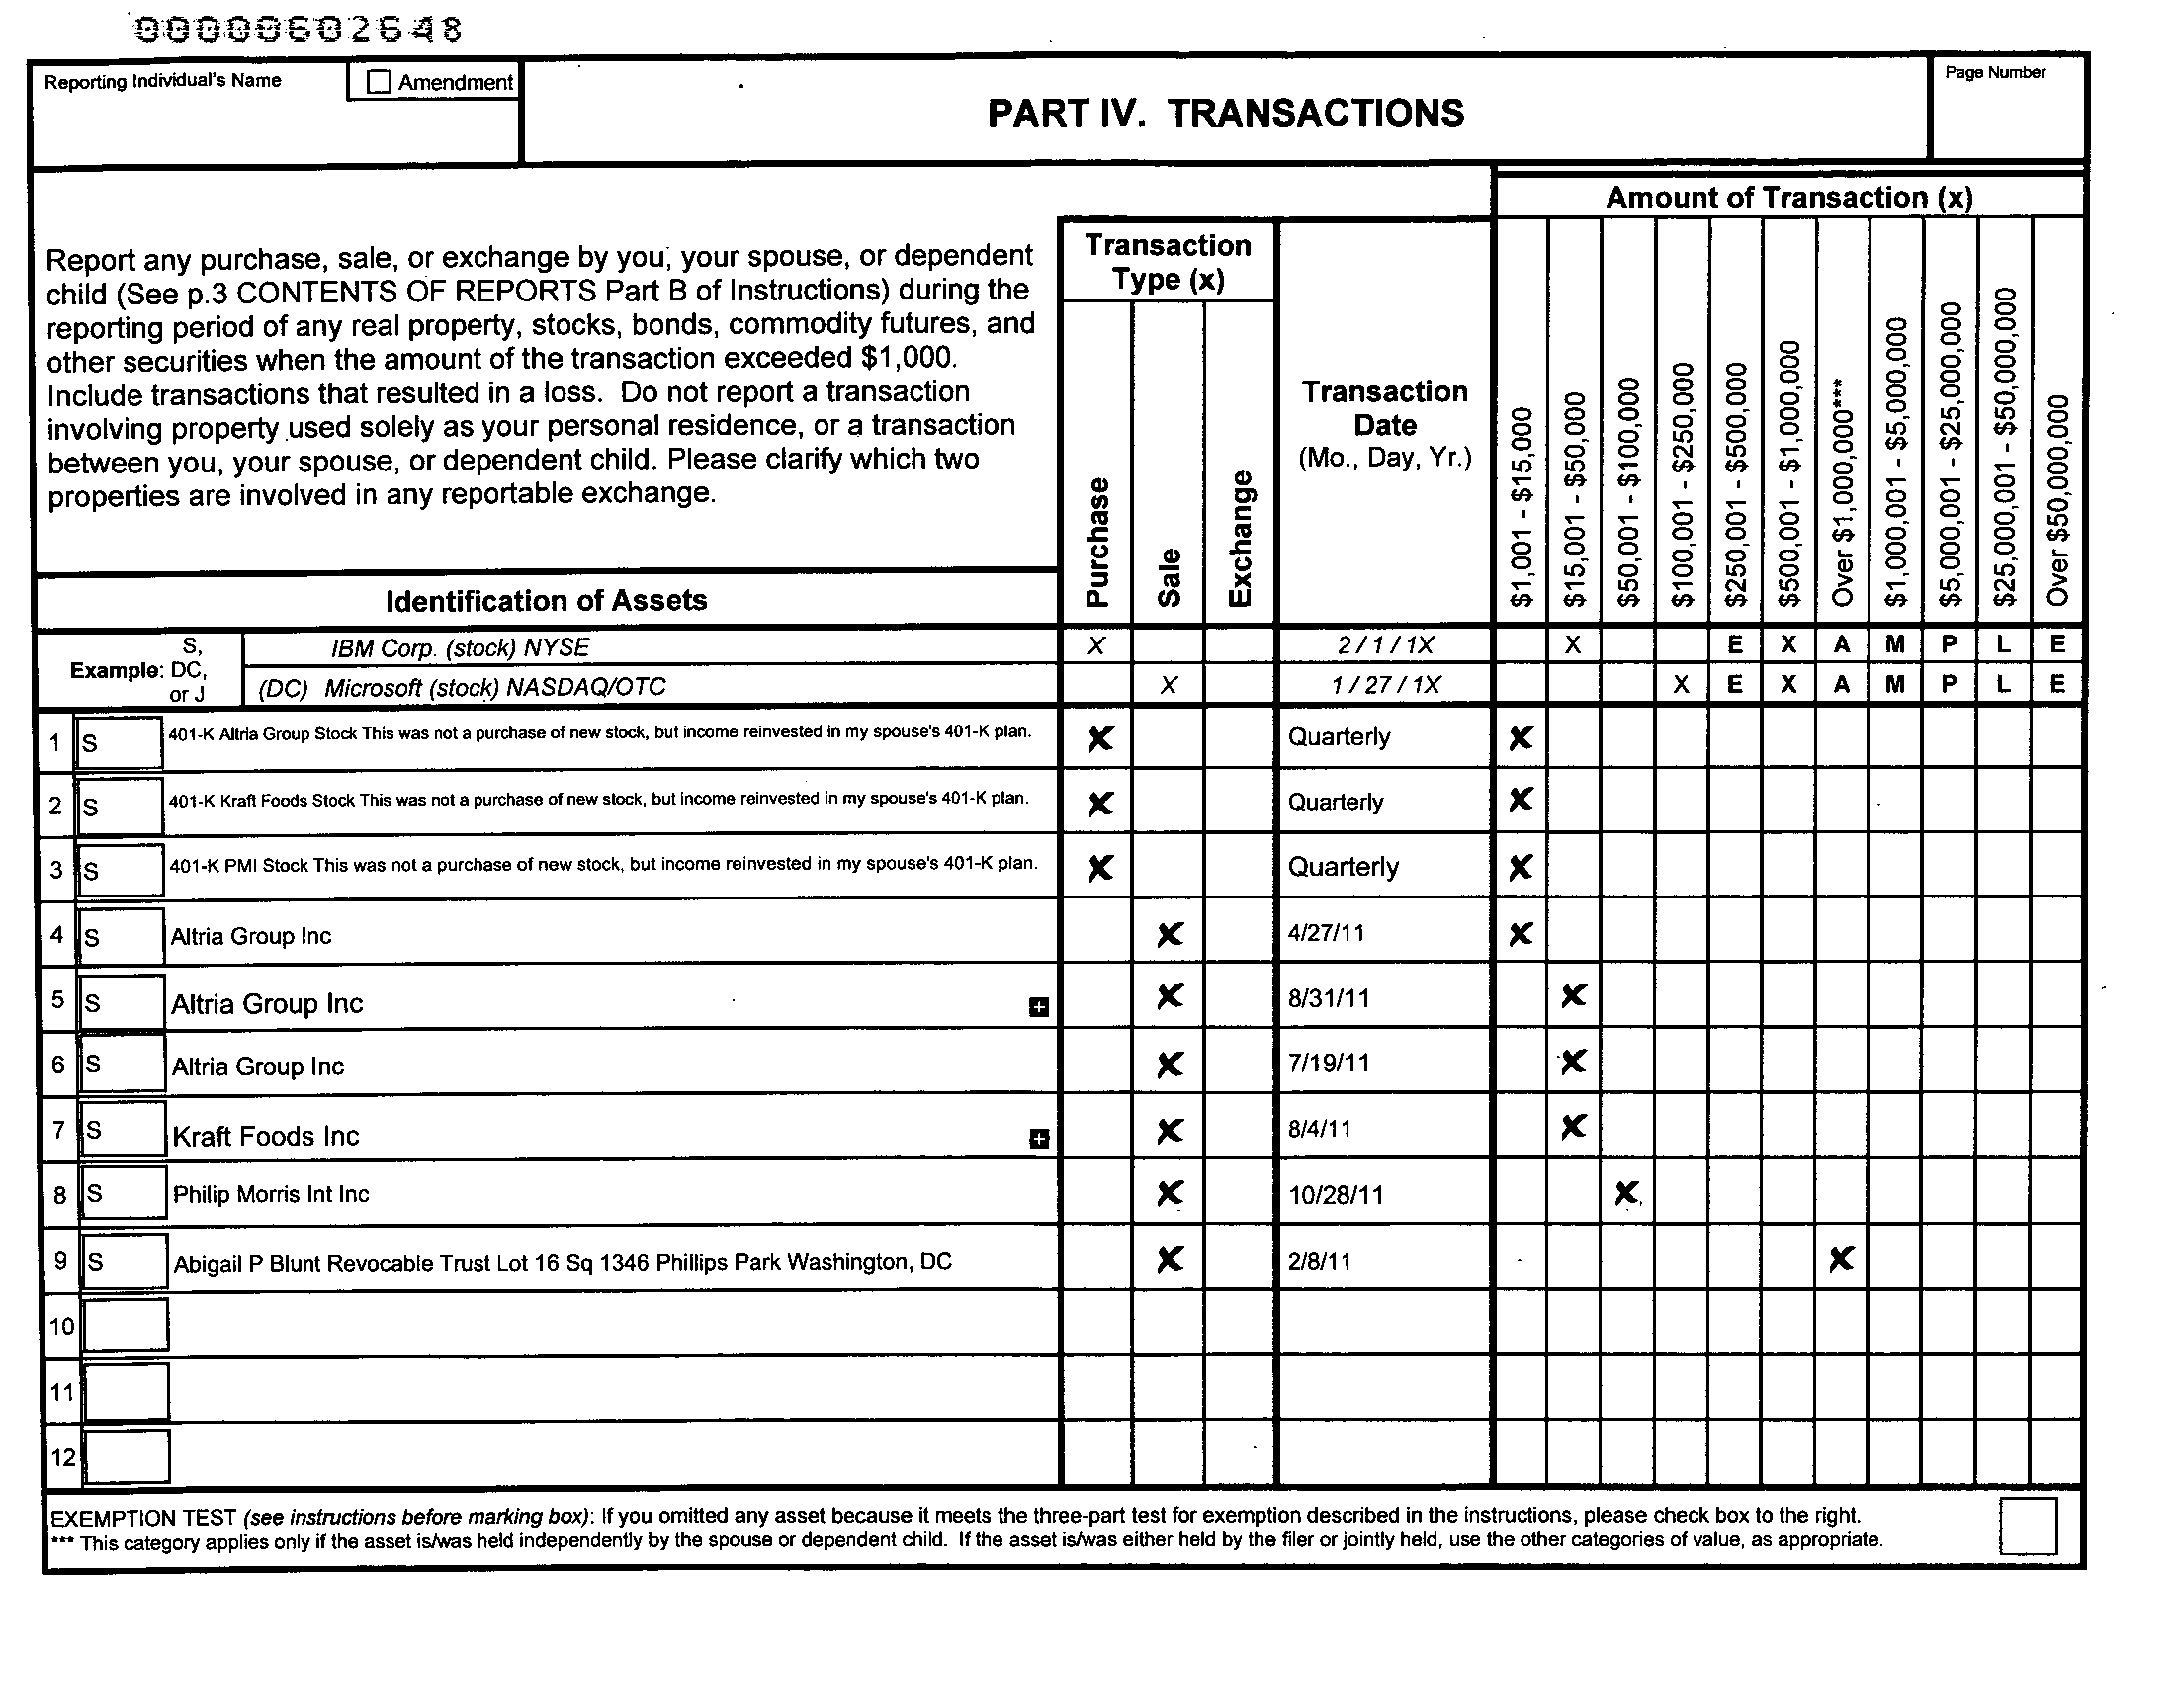 00000602648
Reporting Individual's Name
Amendment
PART IV. TRANSACTIONS
Page Number
Report any purchase, sale, or exchange by you, your spouse, or dependent
child (See p.3 CONTENTS OF REPORTS Part B of Instructions) during the
reporting period of any real property, stocks, bonds, commodity futures, and
other securities when the amount of the transaction exceeded $1,000.
Include transactions that resulted in a loss. Do not report a transaction
involving property used solely as your personal residence, or a transaction
between you, your spouse, or dependent child. Please clarify which two
properties are involved in any reportable exchange.
Identification of Assets
Transaction
Type (x)
Purchase
Sale
Exchange
Transaction
Date
(Mo., Day, Yr.)
Amount of Transaction (x)
$1,001 - $15,000
$15,001 - $50,000
$50,001 - $100,000
$100,001 - $250,000
$250,001 - $500,000
$500,001 - $1,000,000
Over $1,000,000***
$1,000,001 - $5,000,000
$5,000,001 - $25,000,000
$25,000,001 - $50,000,000
Over $50,000,000
Example:
S,
DC,
or J
IBM Corp. (stock) NYSE X 2 / 1 / 1X X E X A M P L E
(DC) Microsoft (stock) NASDAQ/OTC X 1 / 27 / 1X X E X A M P L E
1 S 401-K Altria Group Stock This was not a purchase of new stock, but income reinvested in my spouse's 401-K plan. X Quarterly X
2 S 401-K Kraft Foods Stock This was not a purchase of new stock, but income reinvested in my spouse's 401-K plan. X Quarterly X
3 S 401-K PMI Stock This was not a purchase of new stock, but income reinvested in my spouse's 401-K plan. X Quarterly X
4 S Altria Group Inc X 4/27/11 X
5 S Altria Group Inc + X 8/31/11 X
6 S Altria Group Inc X 7/19/11 X
7 S Kraft Foods Inc + X 8/4/11 X
8 S Philip Morris Int Inc X 10/28/11 X
9 S Abigail P Blunt Revocable Trust Lot 16 Sq 1346 Phillips Park Washington, DC X 2/8/11 X
10
11
12
EXEMPTION TEST (see instructions before marking box): If you omitted any asset because it meets the three-part test for exemption described in the instructions, please check box to the right.
*** This category applies only if the asset is/was held independently by the spouse or dependent child. If the asset is/was either held by the filer or jointly held, use the other categories of value, as appropriate.